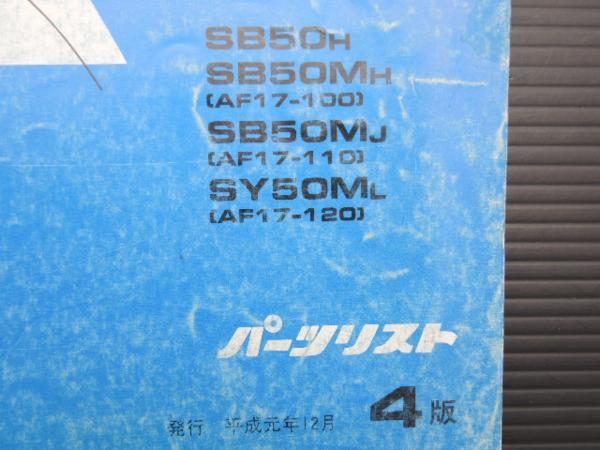 SB50H
SB50MH
(AF17-100)
SB50MJ
(AF17-110)
SY50ML
(AF17-120)
パーツリスト
発行 平成元年12月 4版